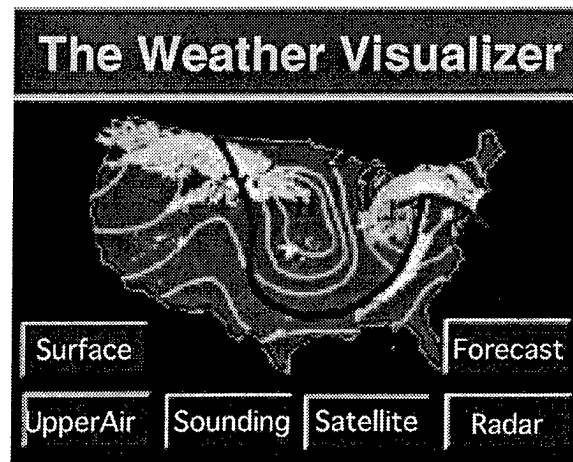 The Weather Visualizer
Surface
Forecast
UpperAir
Sounding
Satellite
Radar